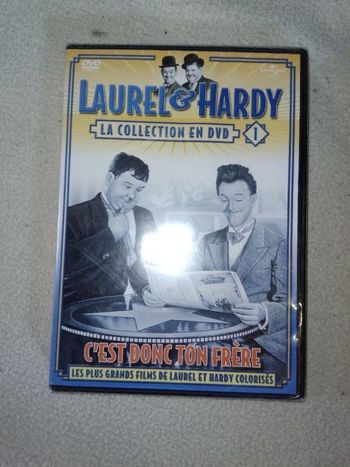 DVD
LAUREL & HARDY
LA COLLECTION EN DVD 1
C'EST DONC TON FRÈRE
LES PLUS GRANDS FILMS DE LAUREL ET HARDY COLORISÉS